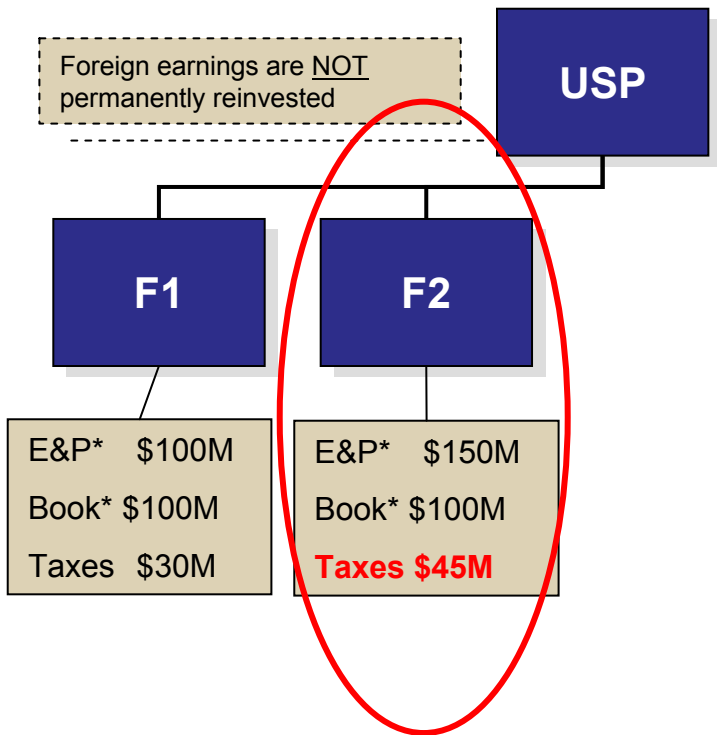 Foreign earnings are NOT
permanently reinvested
USP
F1
F2
E&P* $100M
Book* $100M
Taxes $30M
E&P* $150M
Book* $100M
Taxes $45M